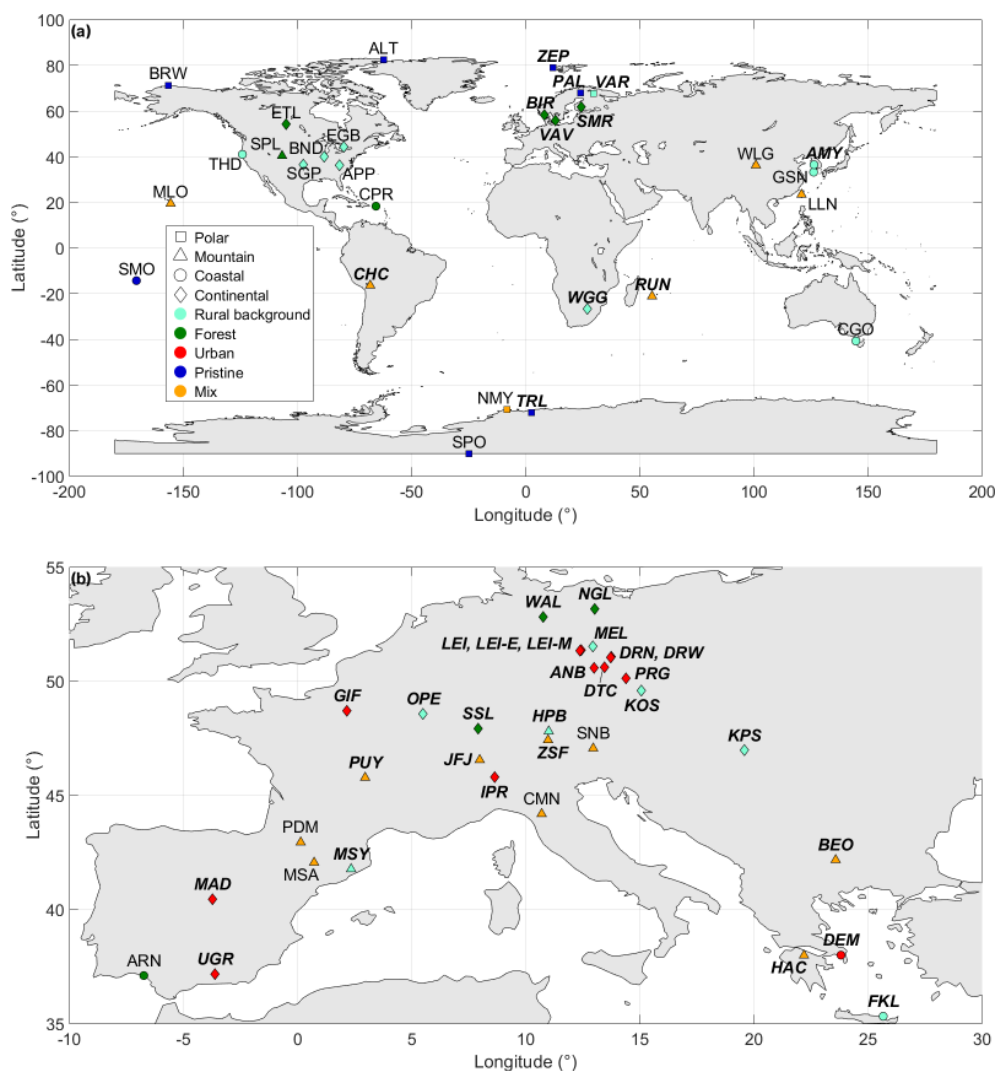 (a)
100
80
60
40
20
0
-20
-40
-60
-80
-100
Latitude (°)
ALT
ZEP
BRW
PAL VAR
BIR
ETL
SMR
VAV
SPL BND EGB
AMY
WLG
THD
SGP APP
GSN
MLO
CPR
LLN
SMO
CHC
RUN
WGG
CGO
NMY TRL
SPO
Polar
Mountain
Coastal
Continental
Rural background
Forest
Urban
Pristine
Mix
-200 -150 -100 -50 0 50 100 150 200
Longitude (°)
(b)
55
50
45
40
35
Latitude (°)
WAL NGL
LEI, LEI-E, LEI-M MEL
DRN, DRW
ANB DTC PRG
KOS
GIF OPE
SSL HPB SNB
ZSF
KPS
PUY JFJ
IPR
CMN
PDM
MSA MSY
BEO
MAD
ARN UGR
HAC DEM
FKL
-10 -5 0 5 10 15 20 25 30
Longitude (°)